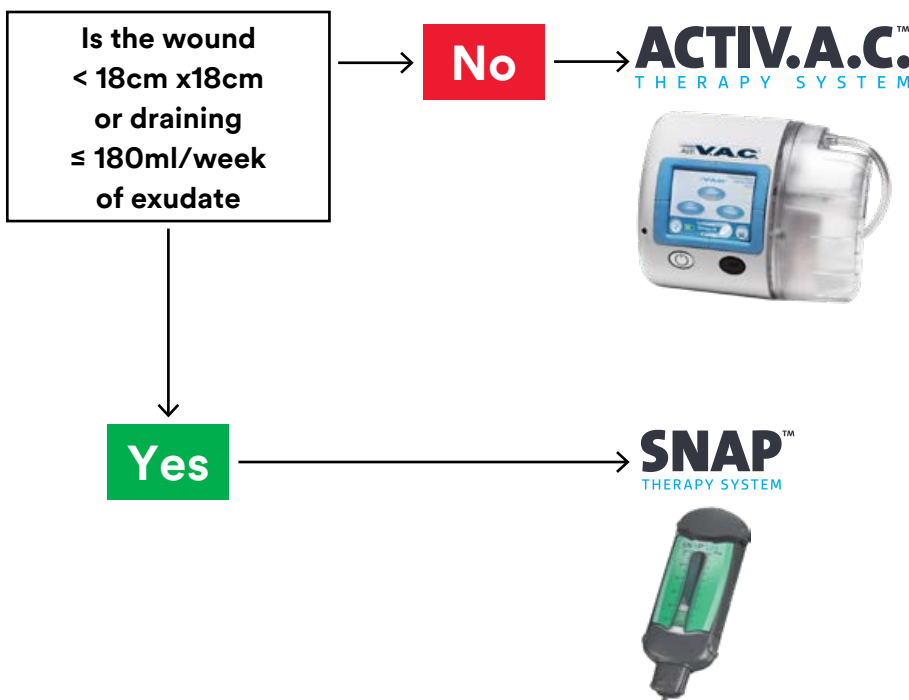 Is the wound
< 18cm x18cm
or draining
≤ 180ml/week
of exudate
No
ACTIV.A.C.™
THERAPY SYSTEM
V.A.C.
Yes
SNAP™
THERAPY SYSTEM
SNAP